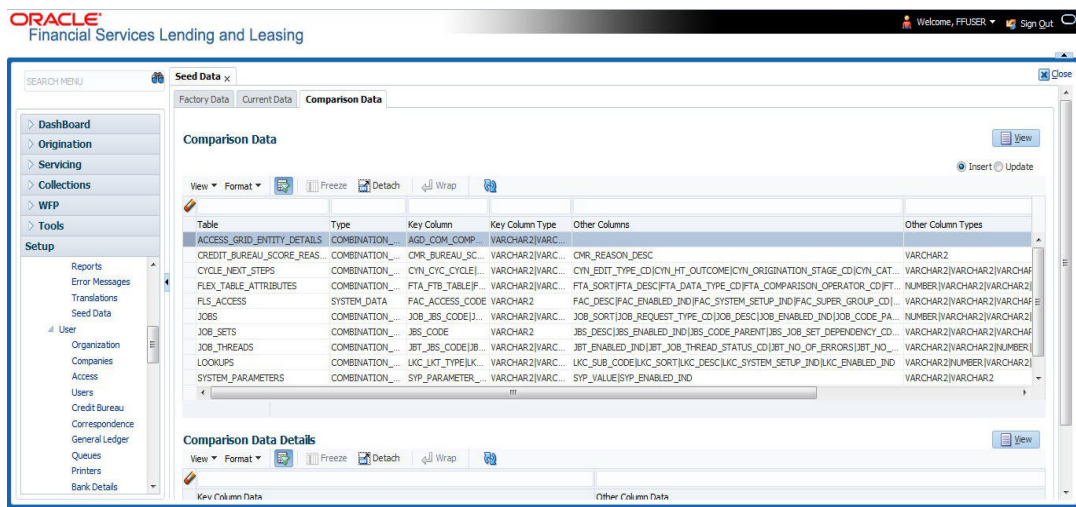 ORACLE
Financial Services Lending and Leasing
Welcome, FFUSER Sign Out
SEARCH MENU
Seed Data x
Close
Factory Data Current Data Comparison Data
DashBoard
Origination
Servicing
Collections
WFP
Tools
Setup
Reports
Error Messages
Translations
Seed Data
User
Organization
Companies
Access
Users
Credit Bureau
Correspondence
General Ledger
Queues
Printers
Bank Details
Comparison Data
View
Insert Update
View Format Freeze Detach Wrap
Table Type Key Column Key Column Type Other Columns Other Column Types
ACCESS_GRID_ENTITY_DETAILS COMBINATION_... AGD_COM_COMP... VARCHAR2|VARC...
CREDIT_BUREAU_SCORE_REAS... COMBINATION_... CMR_BUREAU_SC... VARCHAR2|VARC... CMR_REASON_DESC VARCHAR2
CYCLE_NEXT_STEPS COMBINATION_... CYN_CYC_CYCLE|... VARCHAR2|VARC... CYN_EDIT_TYPE_CD|CYN_HT_OUTCOME|CYN_ORIGINATION_STAGE_CD|CYN_CAT... VARCHAR2|VARCHAR2|VARCHAR
FLEX_TABLE_ATTRIBUTES COMBINATION_... FTA_FTB_TABLE|F... VARCHAR2|VARC... FTA_SORT|FTA_DESC|FTA_DATA_TYPE_CD|FTA_COMPARISON_OPERATOR_CD|FT... NUMBER|VARCHAR2|VARCHAR2|
FLS_ACCESS SYSTEM_DATA FAC_ACCESS_CODE VARCHAR2 FAC_DESC|FAC_ENABLED_IND|FAC_SYSTEM_SETUP_IND|FAC_SUPER_GROUP_CD|... VARCHAR2|VARCHAR2|VARCHAR
JOBS COMBINATION_... JOB_JBS_CODE|J... VARCHAR2|VARC... JOB_SORT|JOB_REQUEST_TYPE_CD|JOB_DESC|JOB_ENABLED_IND|JOB_CODE_PA... NUMBER|VARCHAR2|VARCHAR2|
JOB_SETS COMBINATION_... JBS_CODE VARCHAR2 JBS_DESC|JBS_ENABLED_IND|JBS_CODE_PARENT|JBS_JOB_SET_DEPENDENCY_CD... VARCHAR2|VARCHAR2|VARCHAR
JOB_THREADS COMBINATION_... JBT_JBS_CODE|JB... VARCHAR2|VARC... JBT_ENABLED_IND|JBT_JOB_THREAD_STATUS_CD|JBT_NO_OF_ERRORS|JBT_NO_... VARCHAR2|VARCHAR2|NUMBER|
LOOKUPS COMBINATION_... LKC_LKT_TYPE|LK... VARCHAR2|VARC... LKC_SUB_CODE|LKC_SORT|LKC_DESC|LKC_SYSTEM_SETUP_IND|LKC_ENABLED_IND VARCHAR2|NUMBER|VARCHAR2|
SYSTEM_PARAMETERS COMBINATION_... SYP_PARAMETER_... VARCHAR2|VARC... SYP_VALUE|SYP_ENABLED_IND VARCHAR2|VARCHAR2
Comparison Data Details
View
View Format Freeze Detach Wrap
Key Column Data Other Column Data